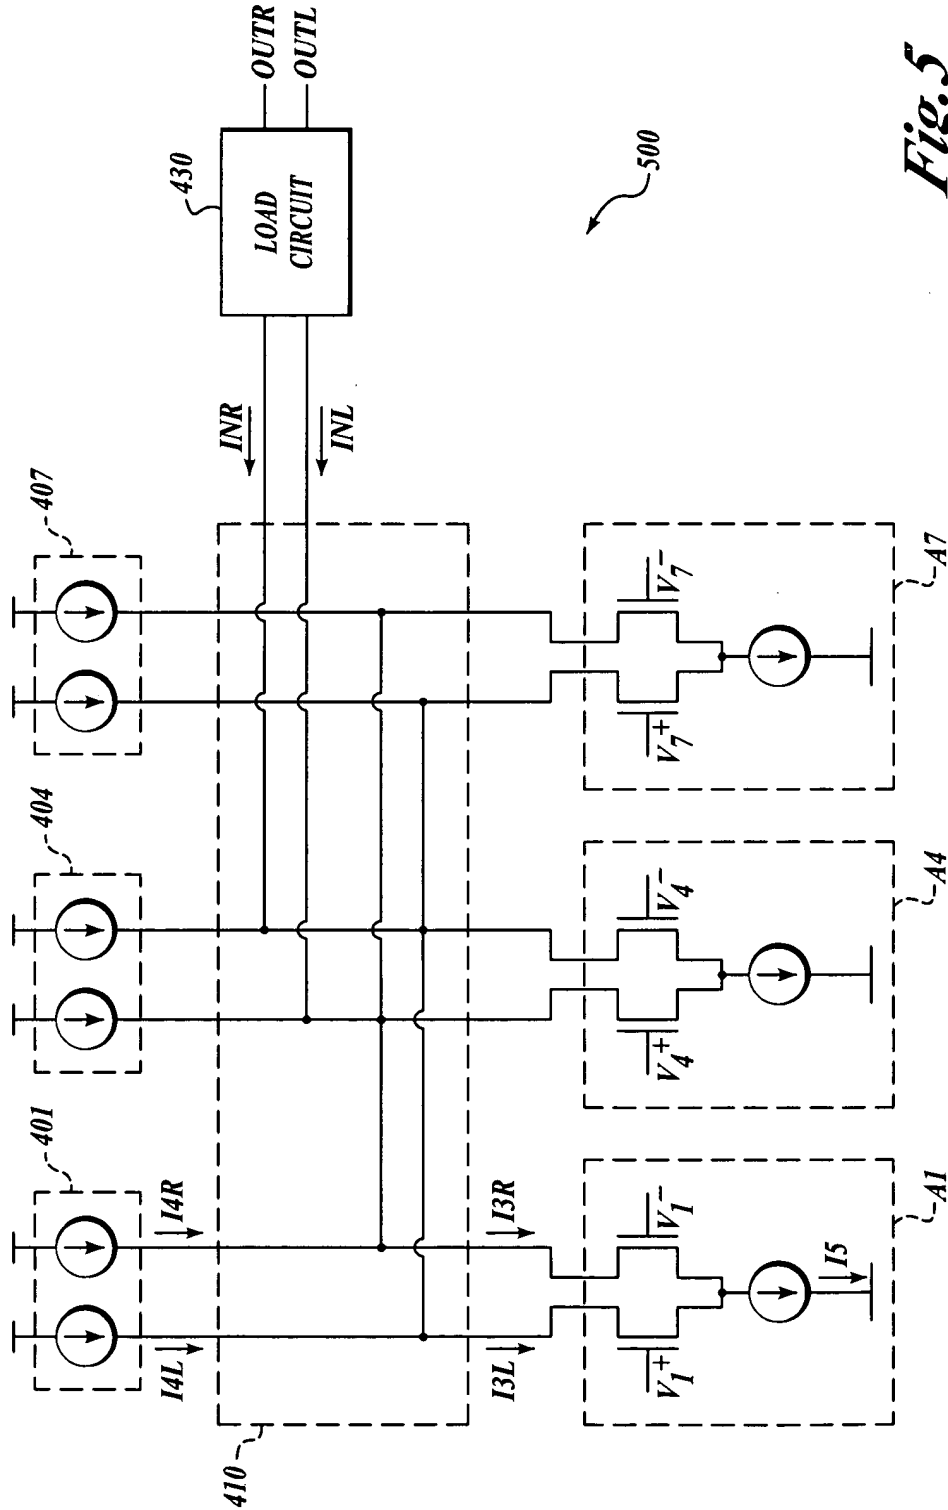 401
404
407
I4L
I4R
410
INR
INL
430
LOAD
CIRCUIT
OUTR
OUTL
I3L
I3R
V1+
V1-
I5
A1
V4+
V4-
A4
V7+
V7-
A7
500
Fig. 5